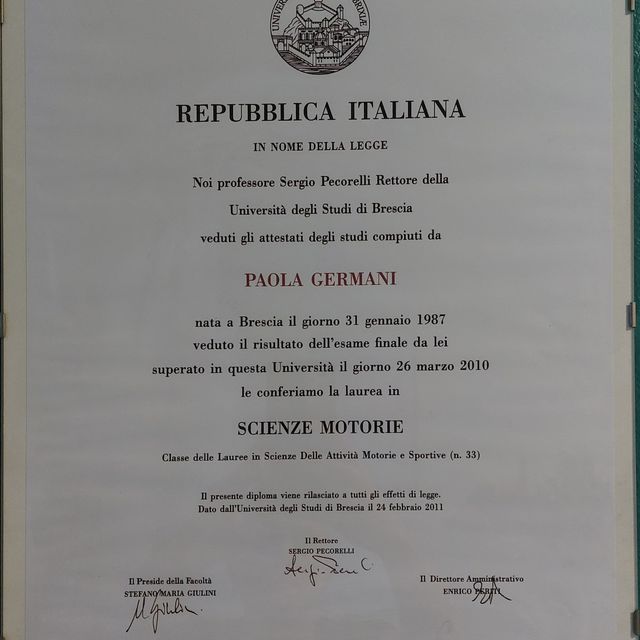 UNIVER
BRIXIÆ
REPUBBLICA ITALIANA
IN NOME DELLA LEGGE
Noi professore Sergio Pecorelli Rettore della
Università degli Studi di Brescia
veduti gli attestati degli studi compiuti da
PAOLA GERMANI
nata a Brescia il giorno 31 gennaio 1987
veduto il risultato dell'esame finale da lei
superato in questa Università il giorno 26 marzo 2010
le conferiamo la laurea in
SCIENZE MOTORIE
Classe delle Lauree in Scienze Delle Attività Motorie e Sportive (n. 33)
Il presente diploma viene rilasciato a tutti gli effetti di legge.
Dato dall'Università degli Studi di Brescia il 24 febbraio 2011
Il Rettore
SERGIO PECORELLI
Il Preside della Facoltà
STEFANO MARIA GIULINI
Il Direttore Amministrativo
ENRICO PERITI